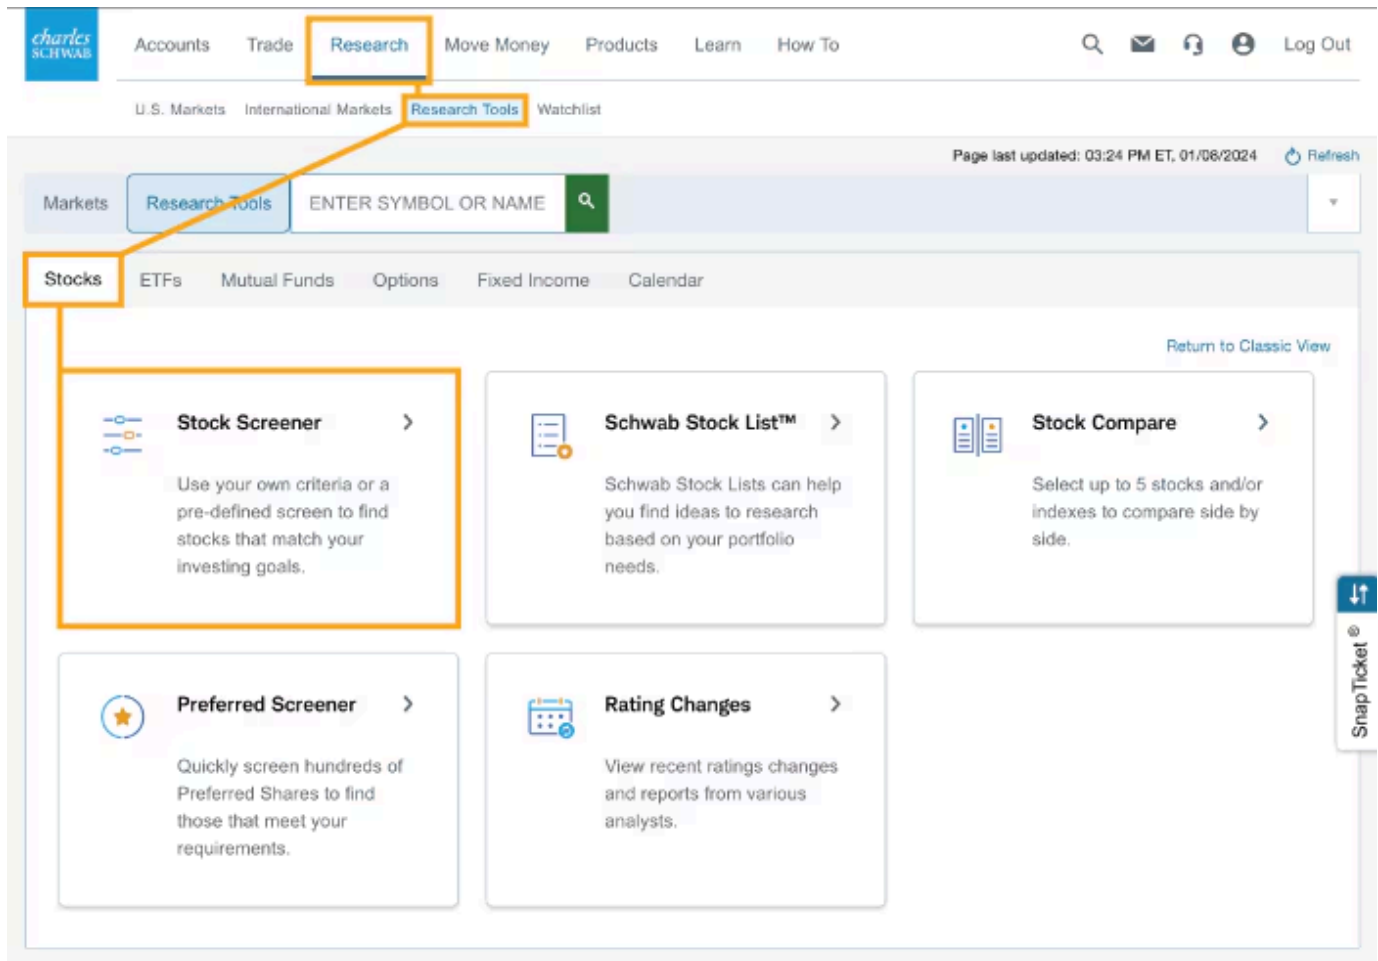 charles
SCHWAB
Accounts Trade Research Move Money Products Learn How To Log Out
U.S. Markets International Markets Research Tools Watchlist
Page last updated: 03:24 PM ET, 01/08/2024 Refresh
Markets Research Tools ENTER SYMBOL OR NAME
Stocks ETFs Mutual Funds Options Fixed Income Calendar
Return to Classic View
Stock Screener
Use your own criteria or a
pre-defined screen to find
stocks that match your
investing goals.
Schwab Stock List™
Schwab Stock Lists can help
you find ideas to research
based on your portfolio
needs.
Stock Compare
Select up to 5 stocks and/or
indexes to compare side by
side.
SnapTicket®
Preferred Screener
Quickly screen hundreds of
Preferred Shares to find
those that meet your
requirements.
Rating Changes
View recent ratings changes
and reports from various
analysts.